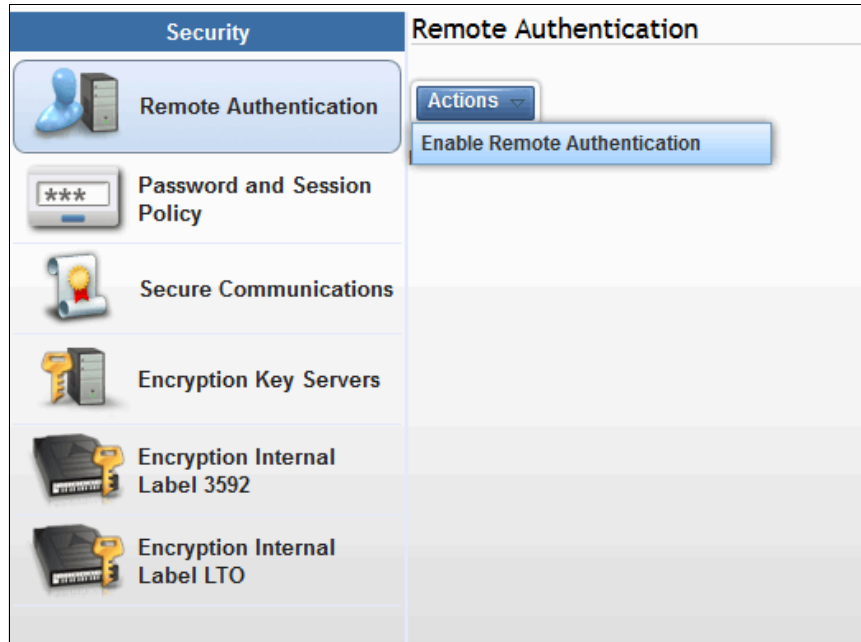 Security
Remote Authentication
Password and Session
Policy
Secure Communications
Encryption Key Servers
Encryption Internal
Label 3592
Encryption Internal
Label LTO
Remote Authentication
Actions
Enable Remote Authentication
***